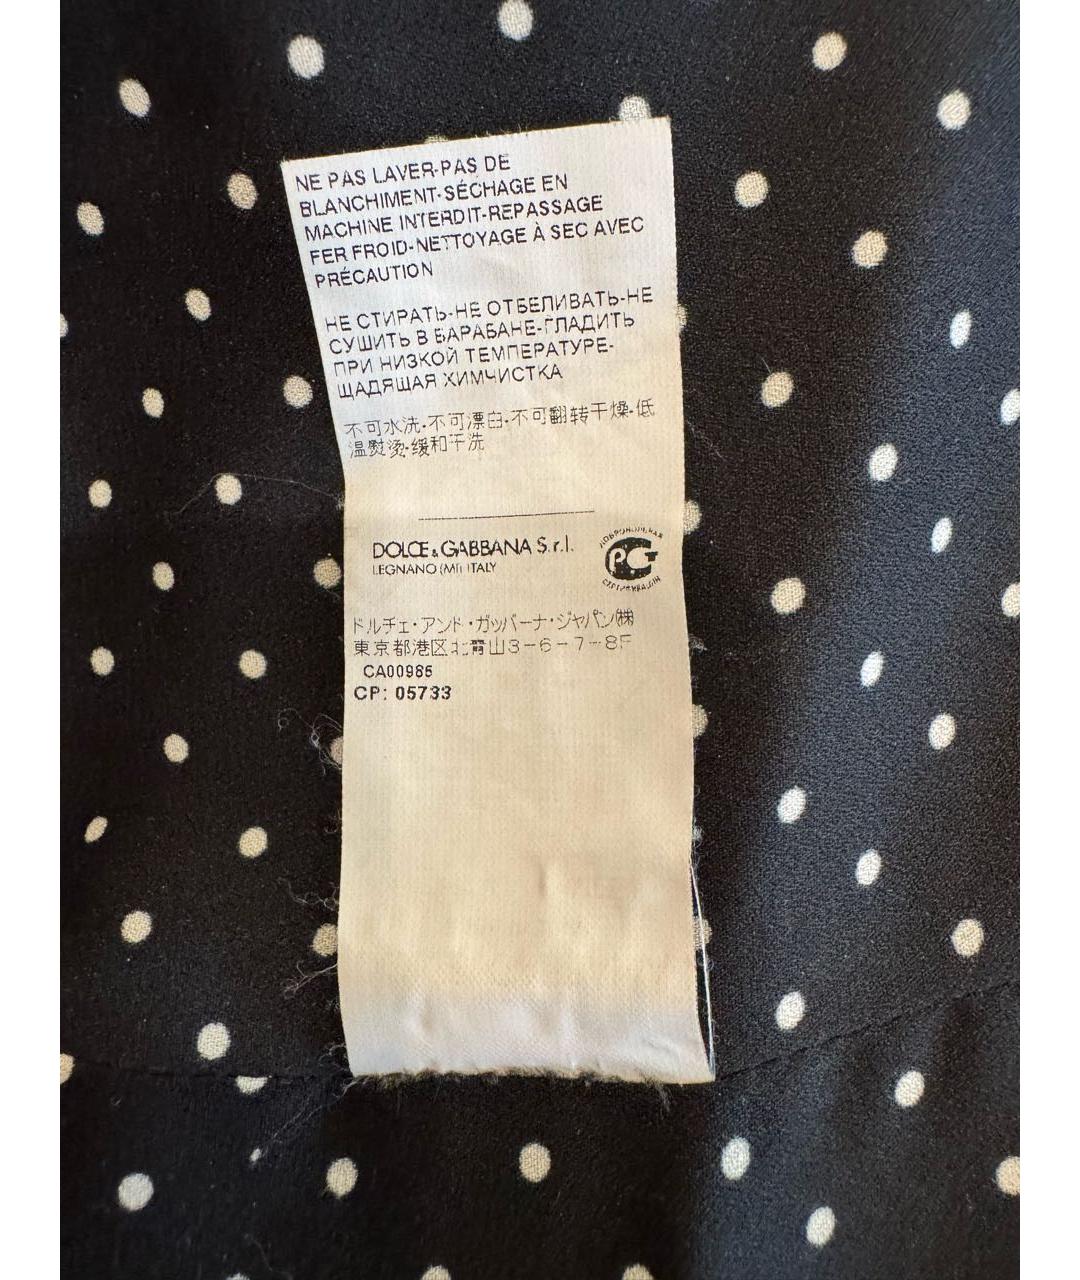 NE PAS LAVER-PAS DE
BLANCHIMENT-SÉCHAGE EN
MACHINE INTERDIT-REPASSAGE
FER FROID-NETTOYAGE À SEC AVEC
PRÉCAUTION
НЕ СТИРАТЬ-НЕ ОТБЕЛИВАТЬ-НЕ
СУШИТЬ В БАРАБАНЕ-ГЛАДИТЬ
ПРИ НИЗКОЙ ТЕМПЕРАТУРЕ-
ЩАДЯЩАЯ ХИМЧИСТКА
不可水洗·不可漂白·不可翻转干燥·低
温熨烫·缓和干洗
DOLCE & GABBANA S.r.l.
LEGNANO (MI) ITALY
ДОБРОВОЛЬНАЯ
РСТ
СЕРТИФИКАЦИЯ
ドルチェ・アンド・ガッバーナ・ジャパン㈱
東京都港区北青山3-6-7-8F
CA00985
CP: 05733